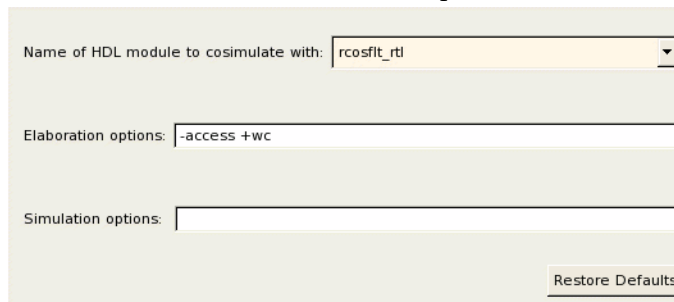 Name of HDL module to cosimulate with: rcosflt_rtl
Elaboration options: -access +wc
Simulation options:
Restore Defaults